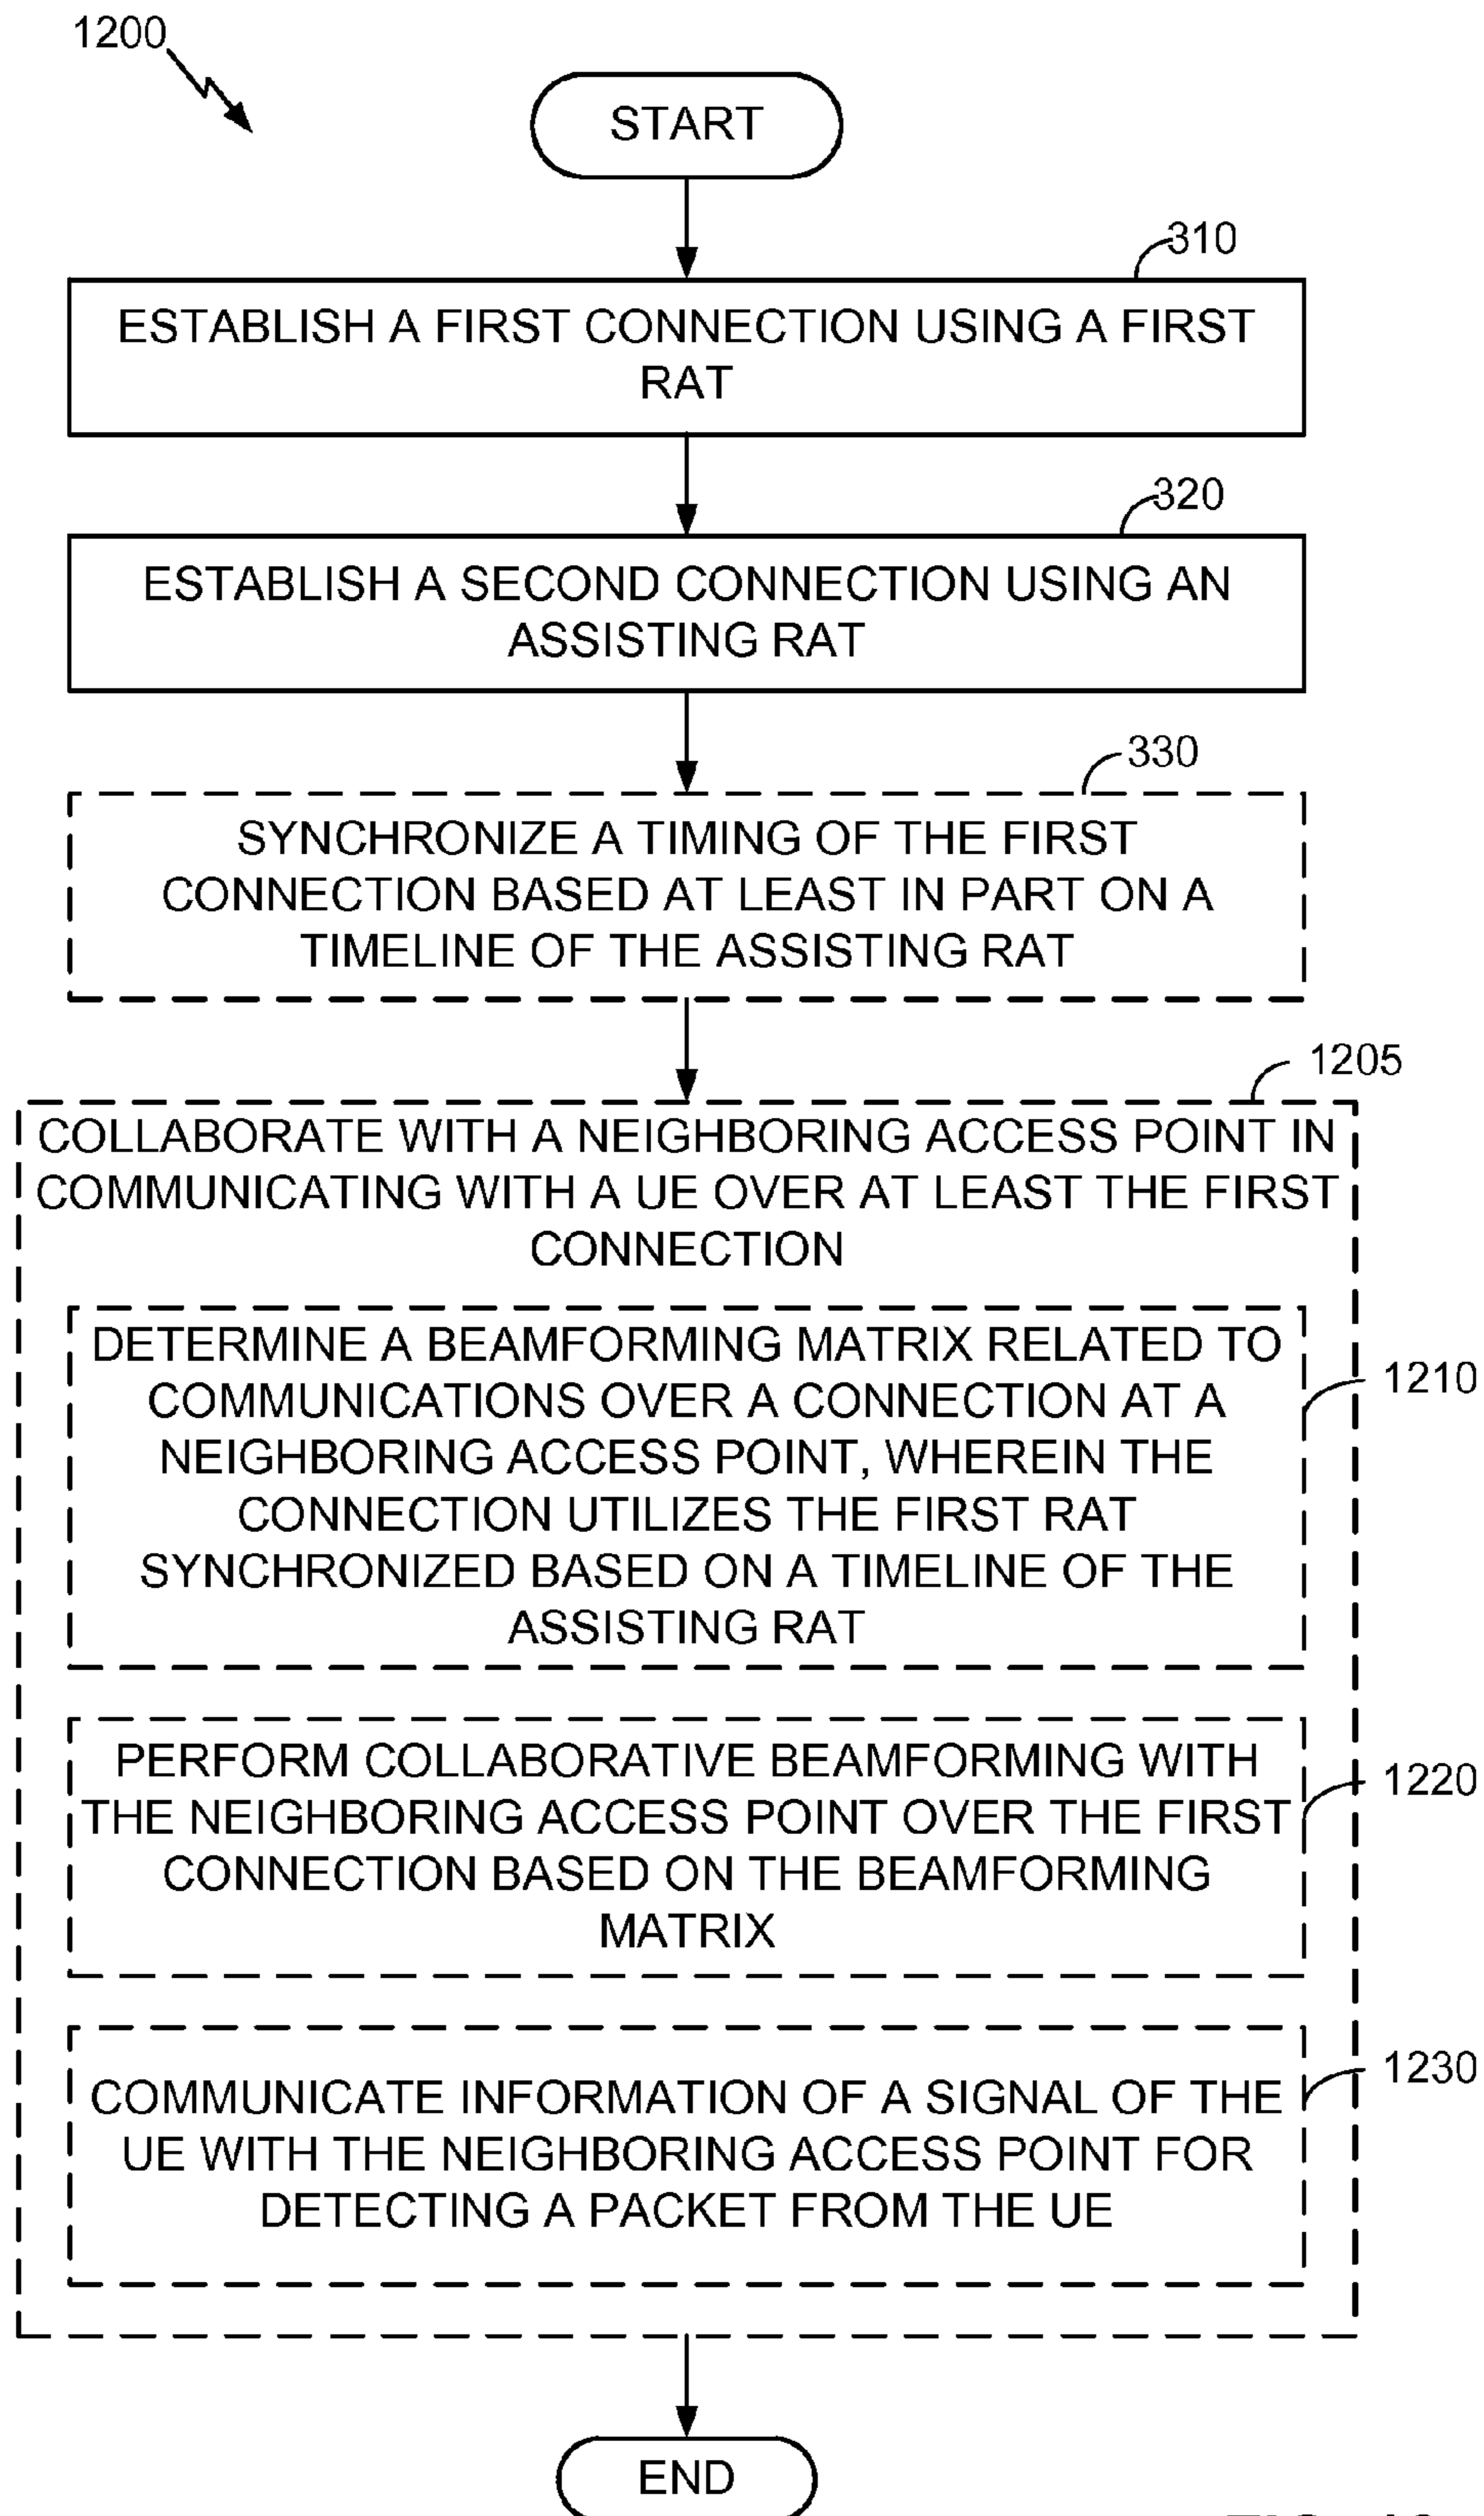 1200
START
310
ESTABLISH A FIRST CONNECTION USING A FIRST
RAT
320
ESTABLISH A SECOND CONNECTION USING AN
ASSISTING RAT
330
SYNCHRONIZE A TIMING OF THE FIRST
CONNECTION BASED AT LEAST IN PART ON A
TIMELINE OF THE ASSISTING RAT
1205
COLLABORATE WITH A NEIGHBORING ACCESS POINT IN
COMMUNICATING WITH A UE OVER AT LEAST THE FIRST
CONNECTION
DETERMINE A BEAMFORMING MATRIX RELATED TO
COMMUNICATIONS OVER A CONNECTION AT A
NEIGHBORING ACCESS POINT, WHEREIN THE
CONNECTION UTILIZES THE FIRST RAT
SYNCHRONIZED BASED ON A TIMELINE OF THE
ASSISTING RAT
1210
PERFORM COLLABORATIVE BEAMFORMING WITH
THE NEIGHBORING ACCESS POINT OVER THE FIRST
CONNECTION BASED ON THE BEAMFORMING
MATRIX
1220
COMMUNICATE INFORMATION OF A SIGNAL OF THE
UE WITH THE NEIGHBORING ACCESS POINT FOR
DETECTING A PACKET FROM THE UE
1230
END